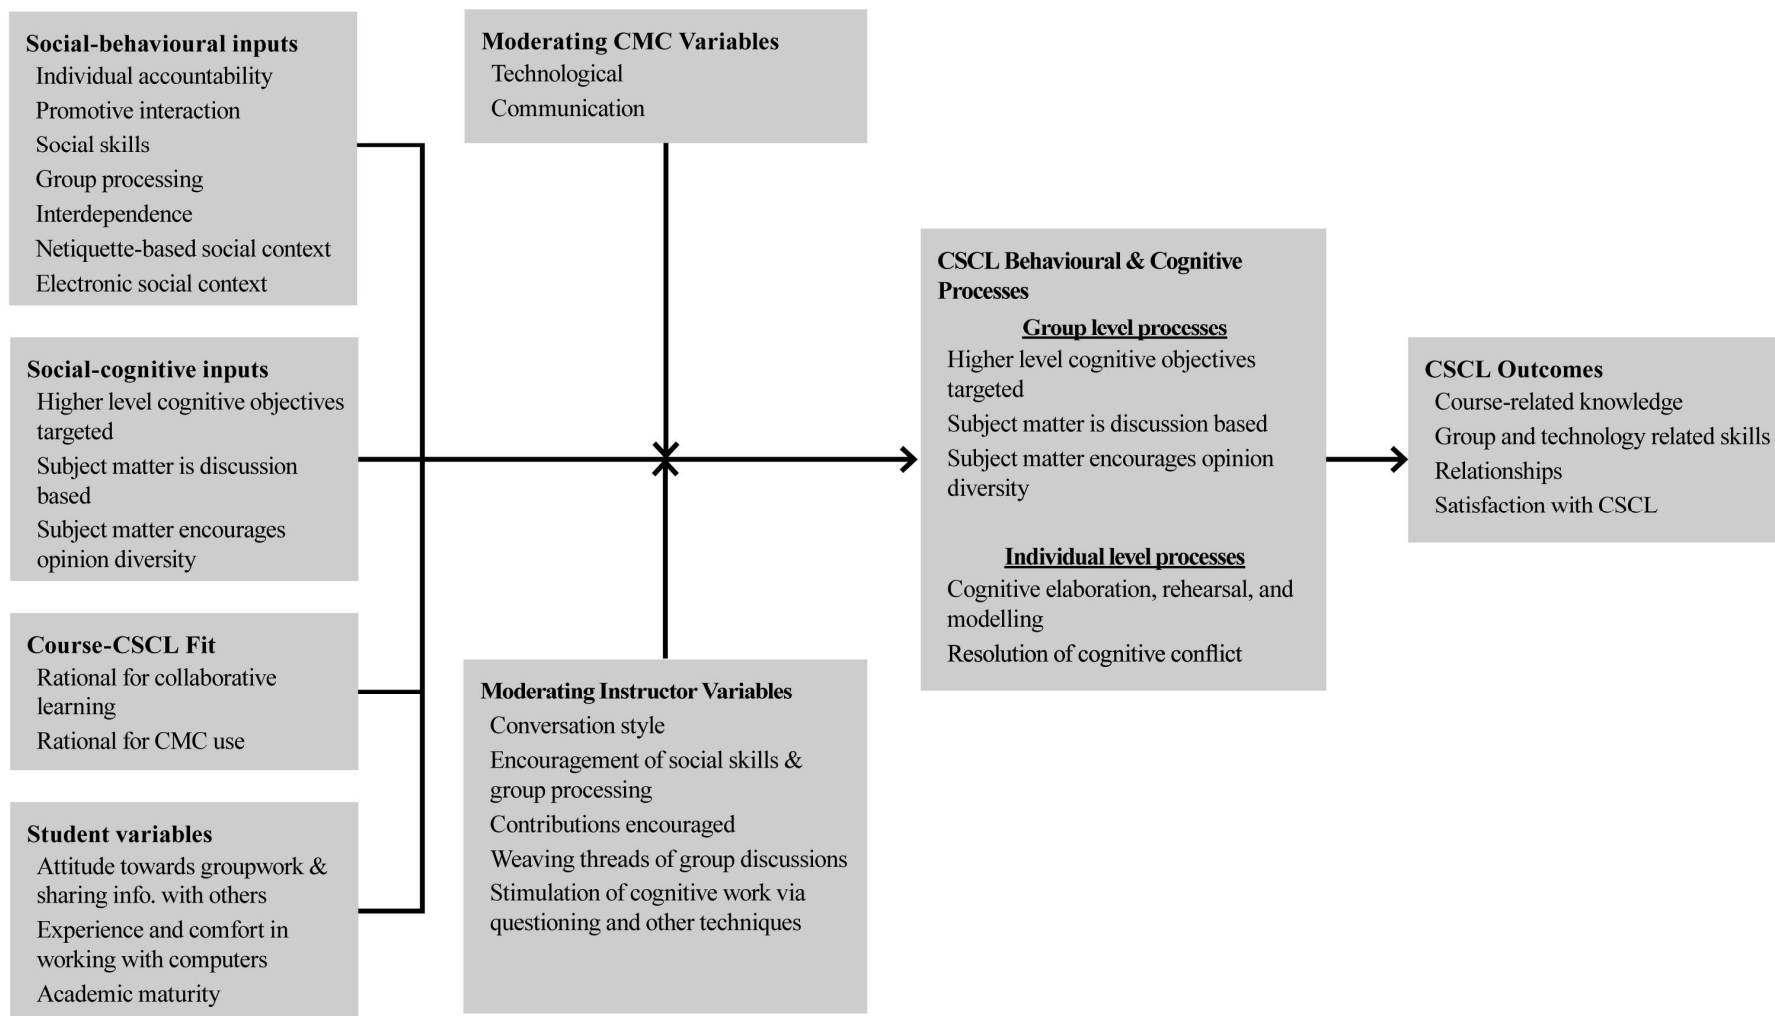 Social-behavioural inputs
Individual accountability
Promotive interaction
Social skills
Group processing
Interdependence
Netiquette-based social context
Electronic social context
Social-cognitive inputs
Higher level cognitive objectives
targeted
Subject matter is discussion
based
Subject matter encourages
opinion diversity
Course-CSCL Fit
Rational for collaborative
learning
Rational for CMC use
Student variables
Attitude towards groupwork &
sharing info. with others
Experience and comfort in
working with computers
Academic maturity
Moderating CMC Variables
Technological
Communication
Moderating Instructor Variables
Conversation style
Encouragement of social skills &
group processing
Contributions encouraged
Weaving threads of group discussions
Stimulation of cognitive work via
questioning and other techniques
CSCL Behavioural & Cognitive
Processes
Group level processes
Higher level cognitive objectives
targeted
Subject matter is discussion based
Subject matter encourages opinion
diversity
Individual level processes
Cognitive elaboration, rehearsal, and
modelling
Resolution of cognitive conflict
CSCL Outcomes
Course-related knowledge
Group and technology related skills
Relationships
Satisfaction with CSCL